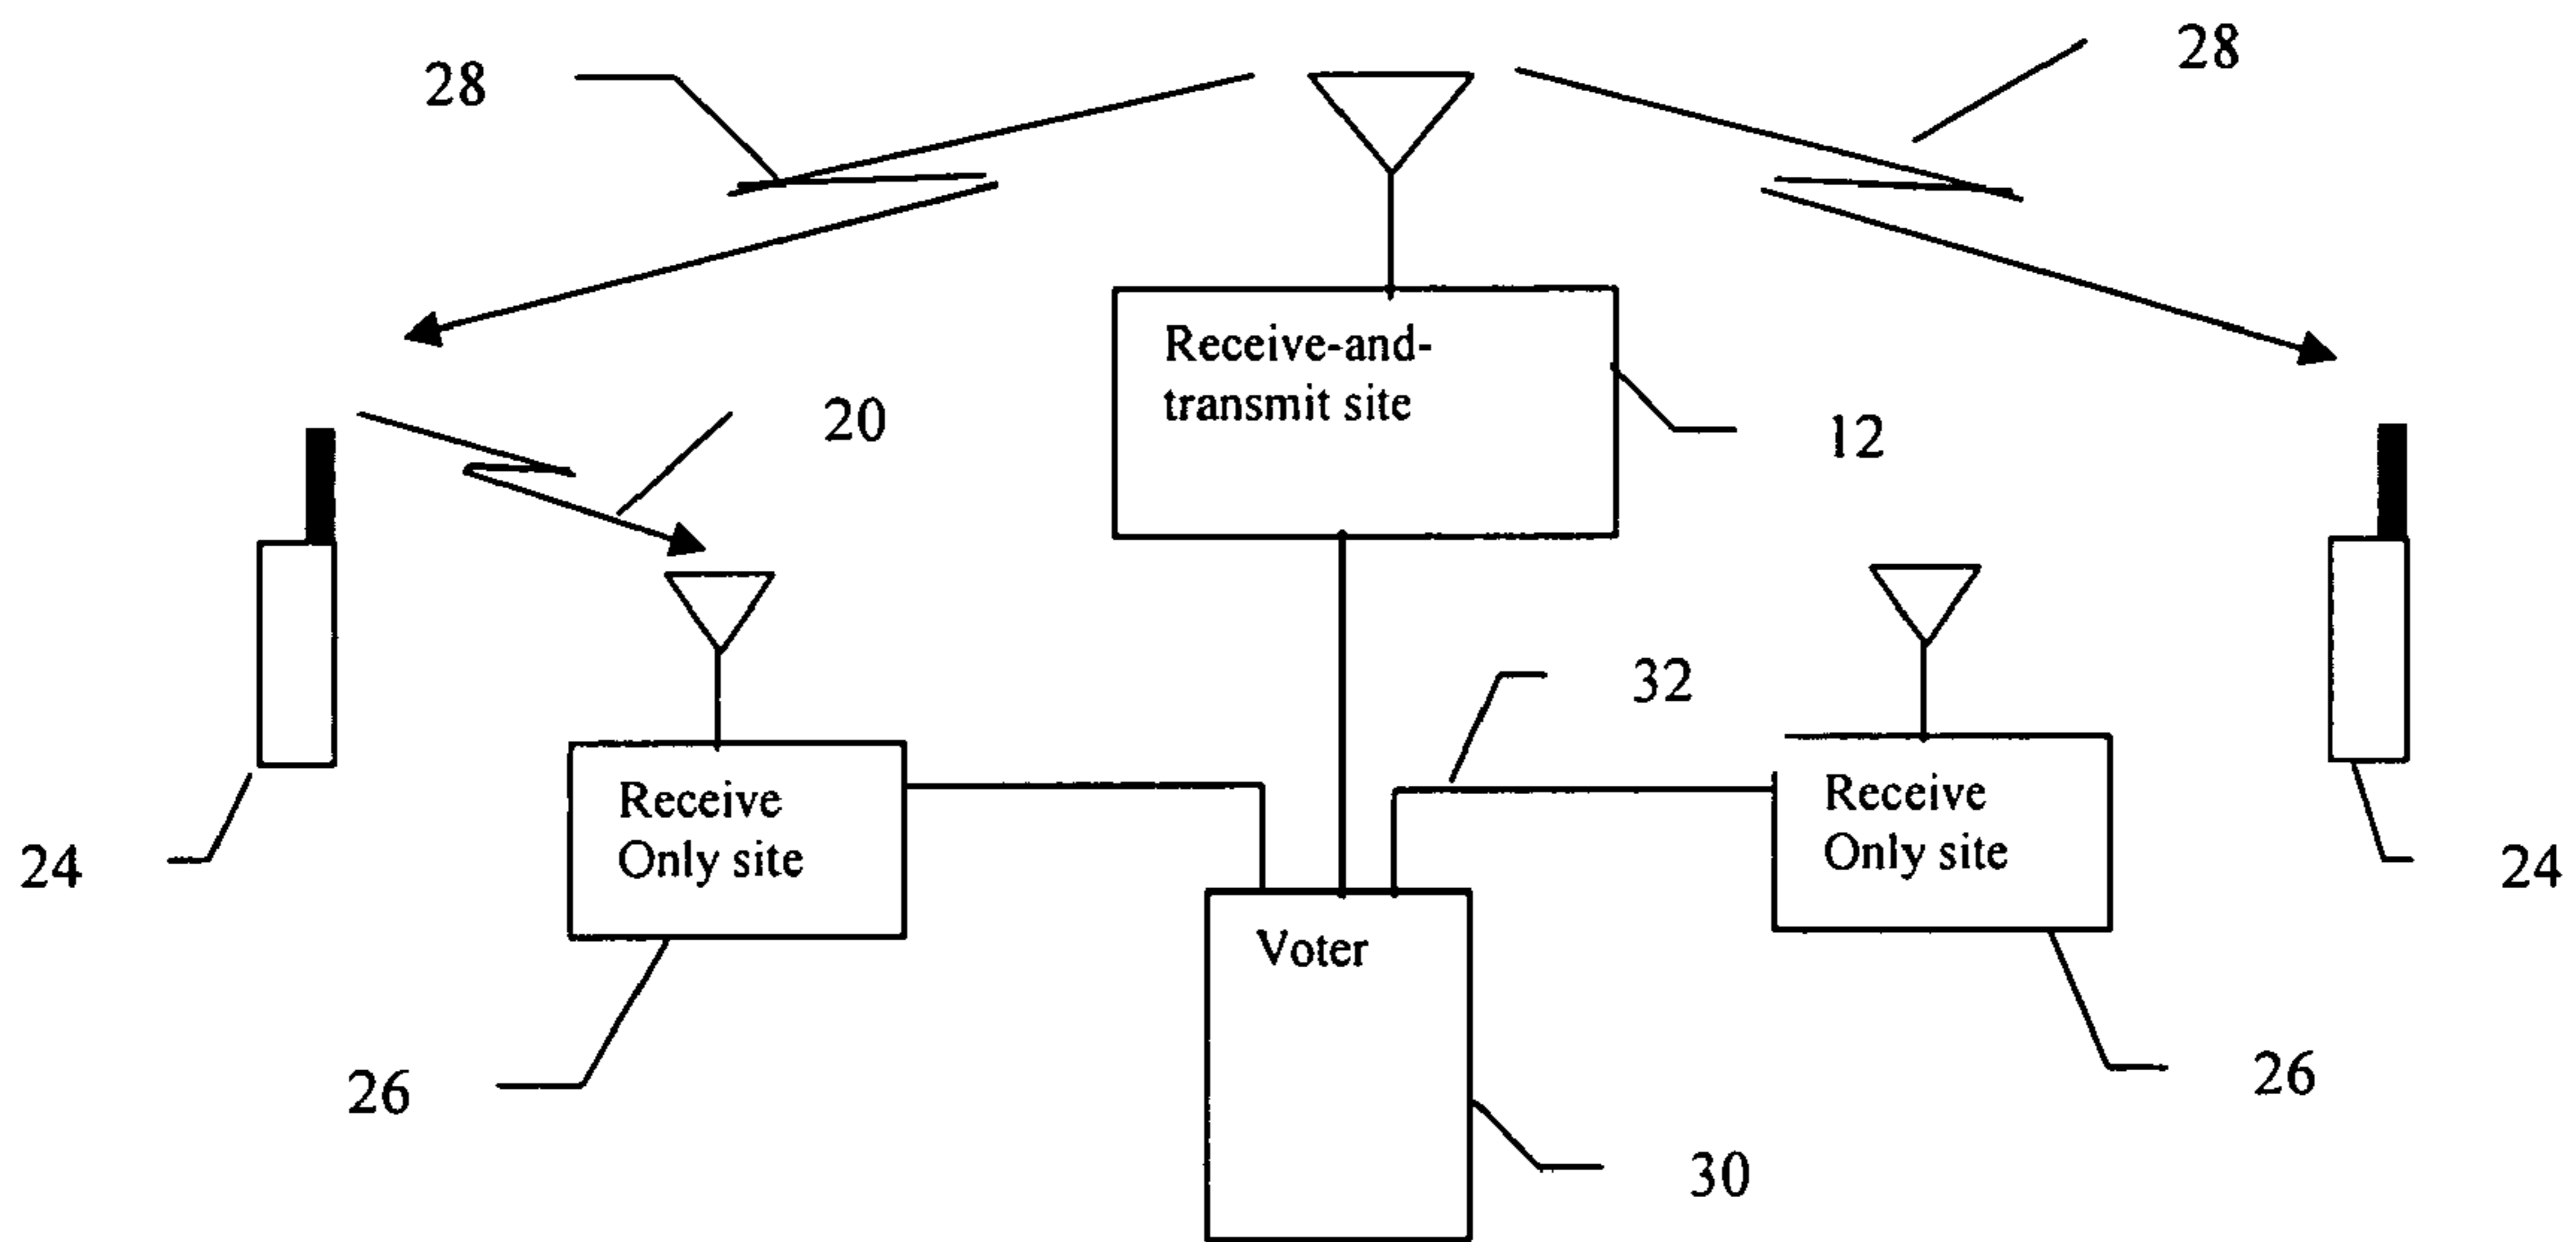 28
28
Receive-and-
transmit site
20
12
32
Receive
Only site
Receive
Only site
24
24
Voter
26
26
30